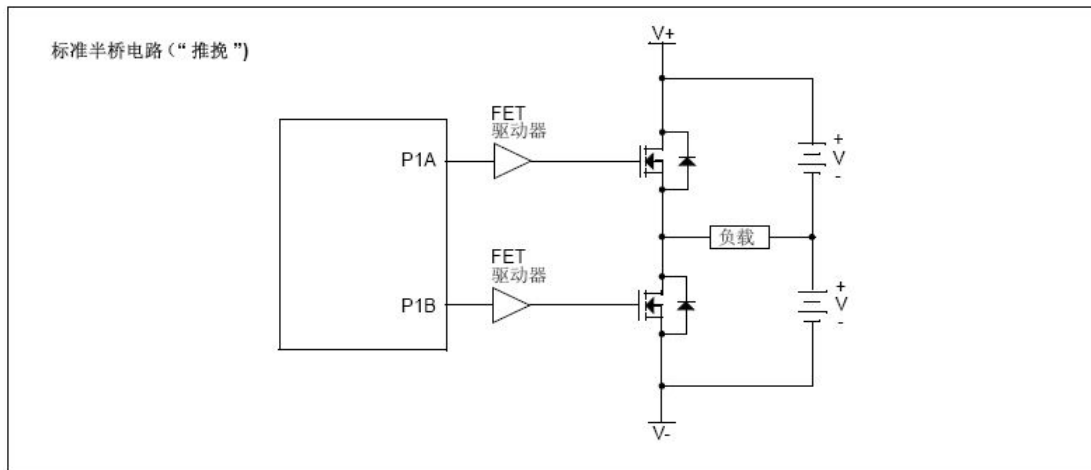 标准半桥电路（“ 推挽 ”)
V+
FET
驱动器
P1A
+
V
-
负载
FET
驱动器
P1B
+
V
-
V-